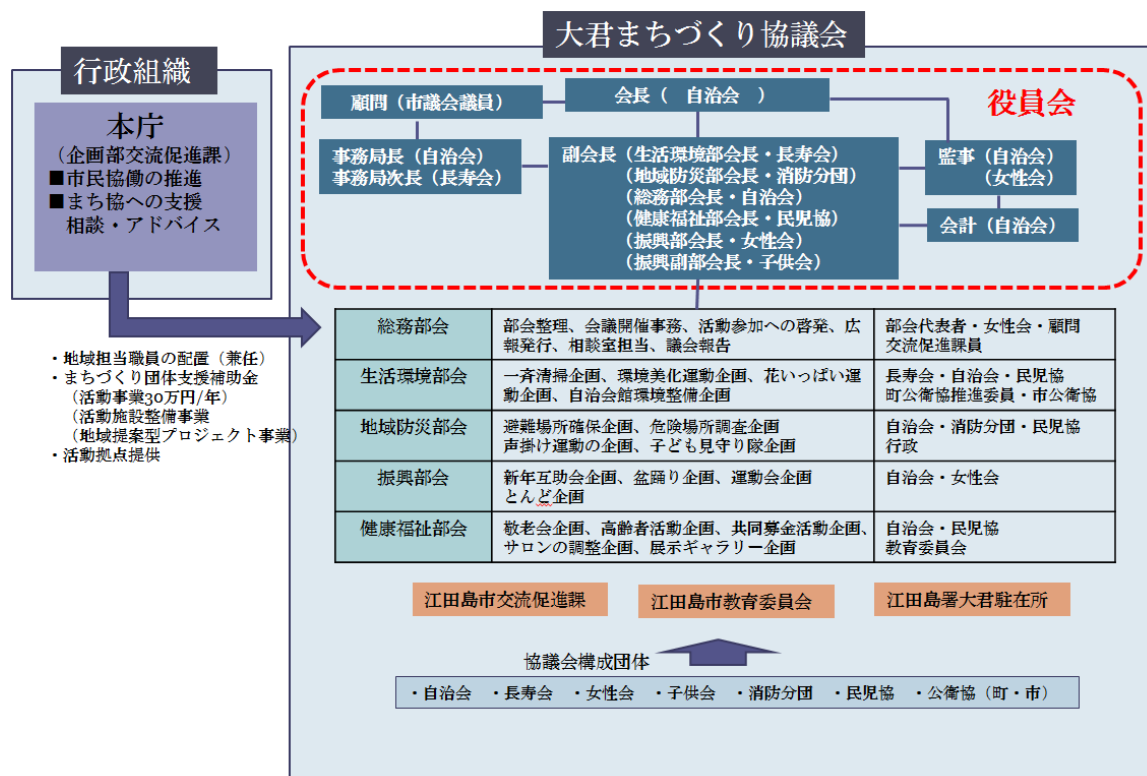 大君まちづくり協議会
行政組織
本庁
(企画部交流促進課)
■市民協働の推進
■まち協への支援
相談・アドバイス
・地域担当職員の配置(兼任)
・まちづくり団体支援補助金
(活動事業30万円/年)
(活動施設整備事業
(地域提案型プロジェクト事業)
・活動拠点提供
役員会
顧問(市議会議員)
会長( 自治会 )
事務局長(自治会)
事務局次長(長寿会)
副会長(生活環境部会長・長寿会)
(地域防災部会長・消防分団)
(総務部会長・自治会)
(健康福祉部会長・民児協)
(振興部会長・女性会)
(振興副部会長・子供会)
監事(自治会)
(女性会)
会計(自治会)
総務部会
部会整理、会議開催事務、活動参加への啓発、広
報発行、相談室担当、議会報告
部会代表者・女性会・顧問
交流促進課員
生活環境部会
一斉清掃企画、環境美化運動企画、花いっぱい運
動企画、自治会館環境整備企画
長寿会・自治会・民児協
町公衛協推進委員・市公衛協
地域防災部会
避難場所確保企画、危険場所調査企画
声掛け運動の企画、子ども見守り隊企画
自治会・消防分団・民児協
行政
振興部会
新年互助会企画、盆踊り企画、運動会企画
とんど企画
自治会・女性会
健康福祉部会
敬老会企画、高齢者活動企画、共同募金活動企画、
サロンの調整企画、展示ギャラリー企画
自治会・民児協
教育委員会
江田島市交流促進課
江田島市教育委員会
江田島署大君駐在所
協議会構成団体
・自治会 ・長寿会 ・女性会 ・子供会 ・消防分団 ・民児協 ・公衛協(町・市)